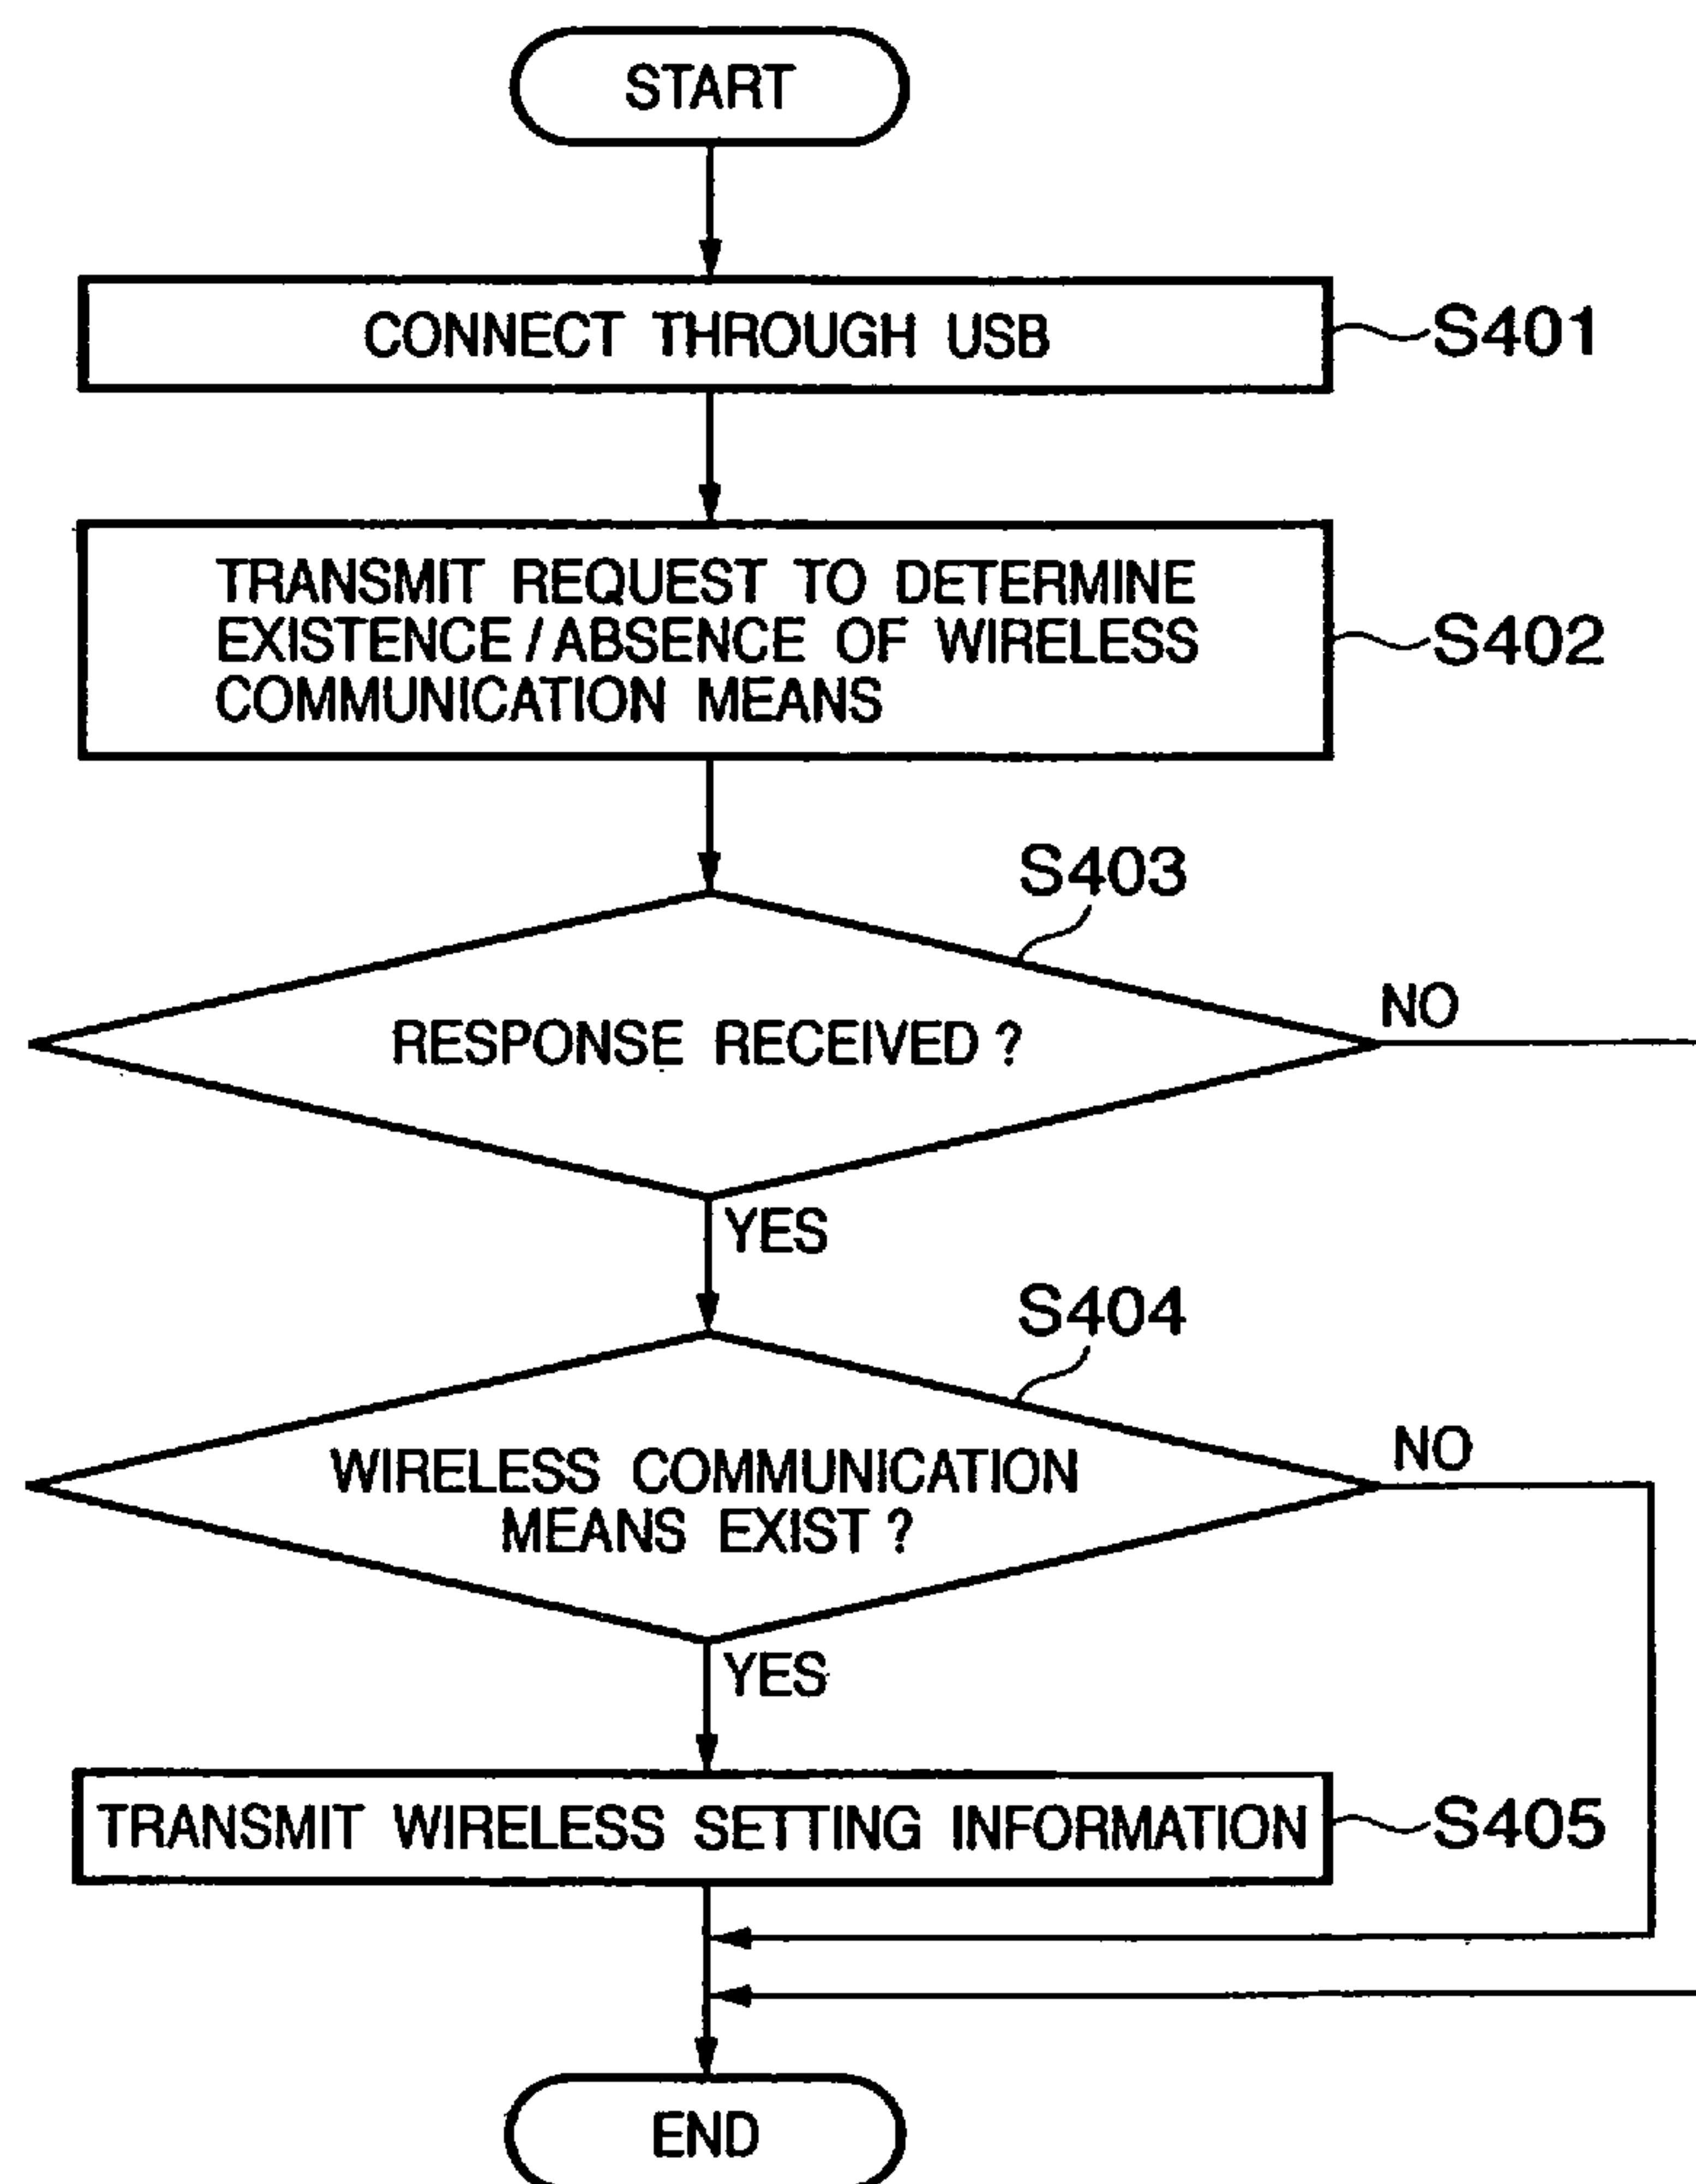 START
CONNECT THROUGH USB
S401
TRANSMIT REQUEST TO DETERMINE
EXISTENCE/ABSENCE OF WIRELESS
COMMUNICATION MEANS
S402
S403
RESPONSE RECEIVED ?
NO
YES
S404
WIRELESS COMMUNICATION
MEANS EXIST ?
NO
YES
TRANSMIT WIRELESS SETTING INFORMATION
S405
END